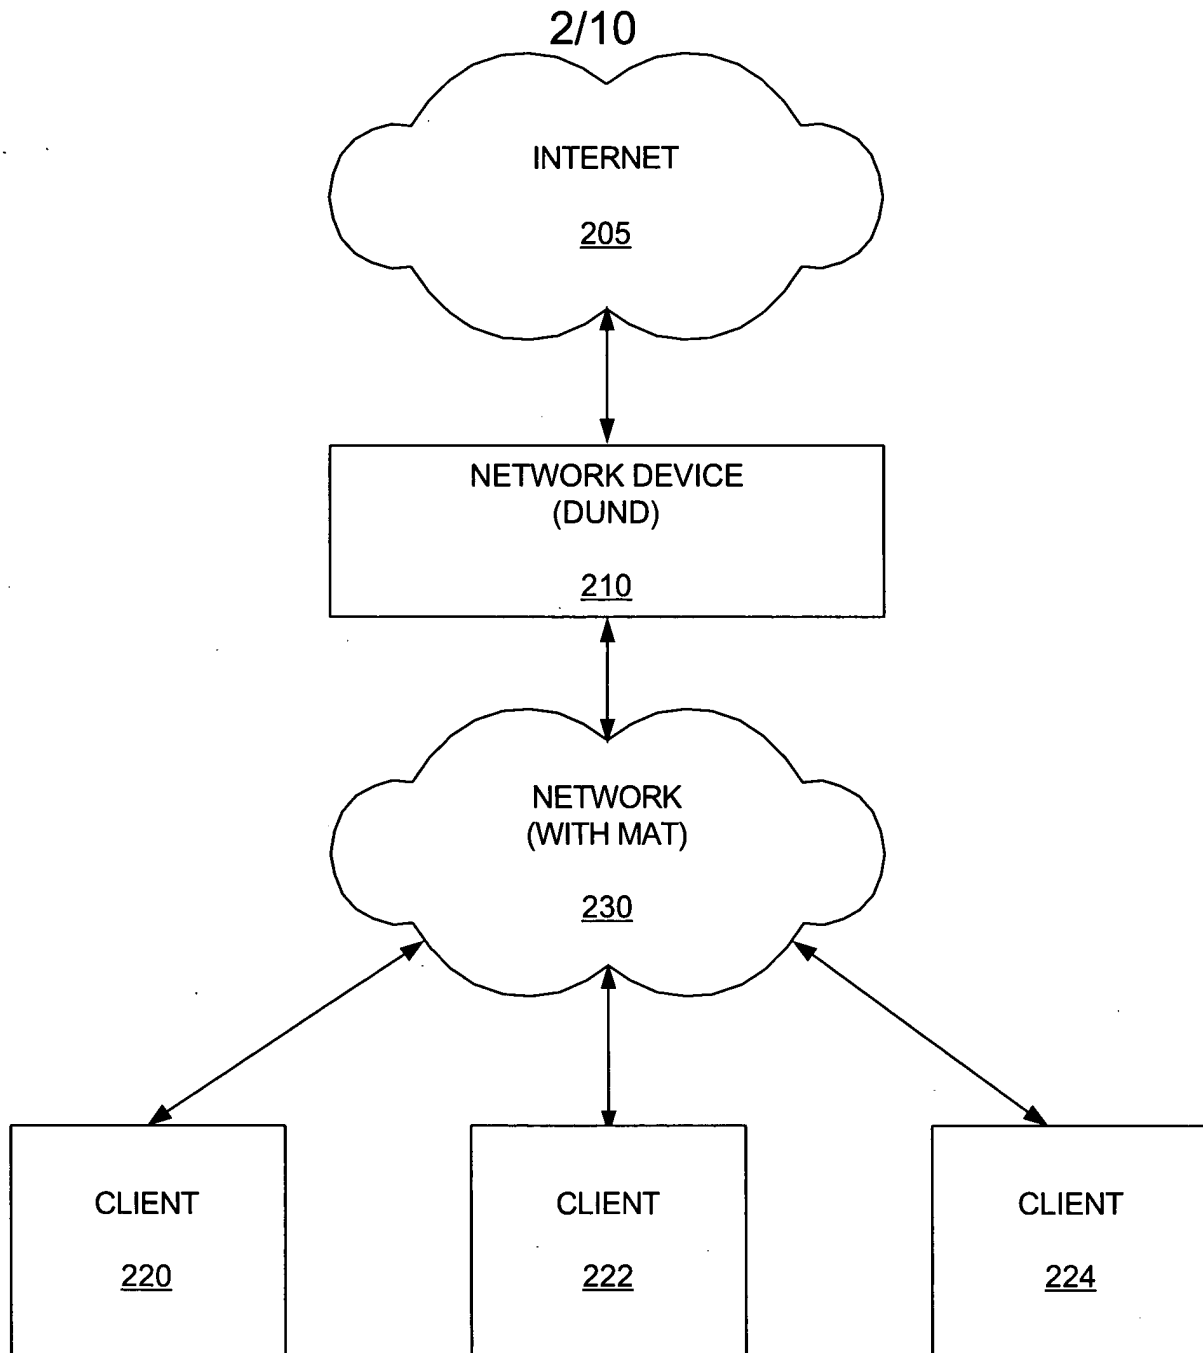 2/10
INTERNET
205
NETWORK DEVICE
(DUND)
210
NETWORK
(WITH MAT)
230
CLIENT
220
CLIENT
222
CLIENT
224